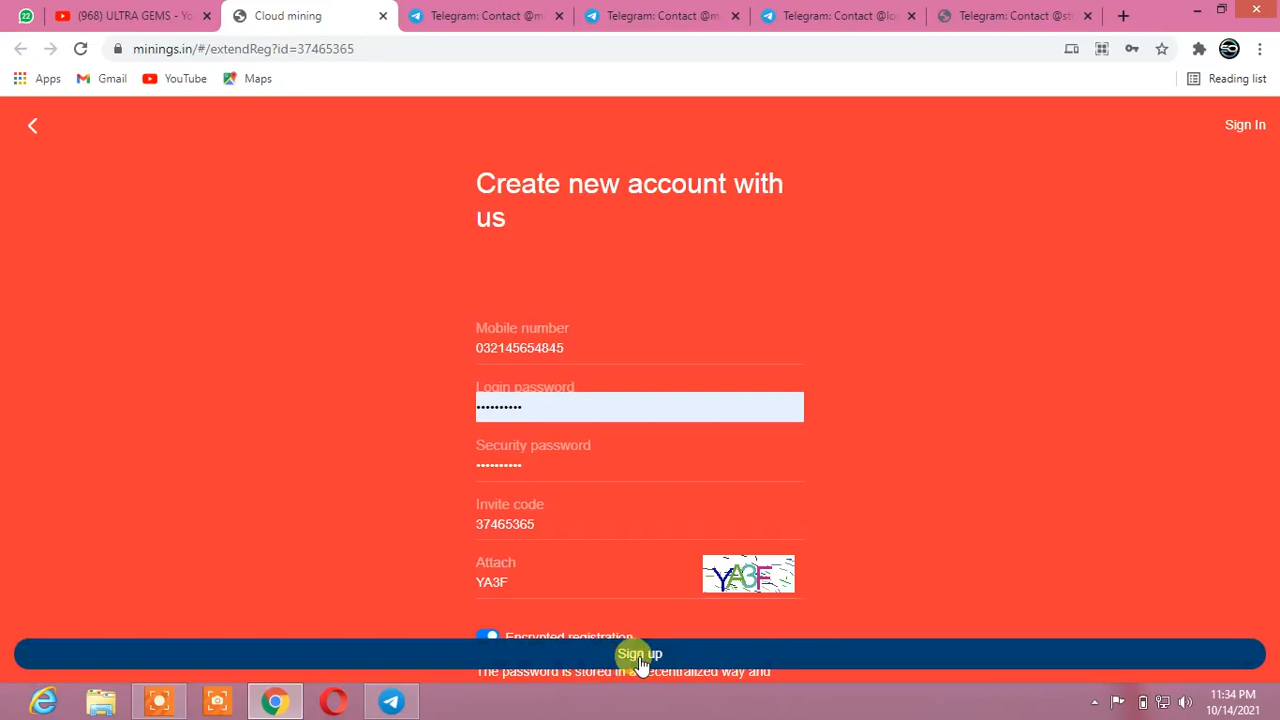 22
(968) ULTRA GEMS - Yo
Cloud mining
Telegram: Contact @m
Telegram: Contact @m
Telegram: Contact @lo
Telegram: Contact @st
minings.in/#/extendReg?id=37465365
Apps
Gmail
YouTube
Maps
Reading list
Sign In
Create new account with
us
Mobile number
032145654845
Login password
••••••••••
Security password
••••••••••
Invite code
37465365
Attach
YA3F
YA3F
Encrypted registration
Sign up
The password is stored in a decentralized way and
11:34 PM
10/14/2021